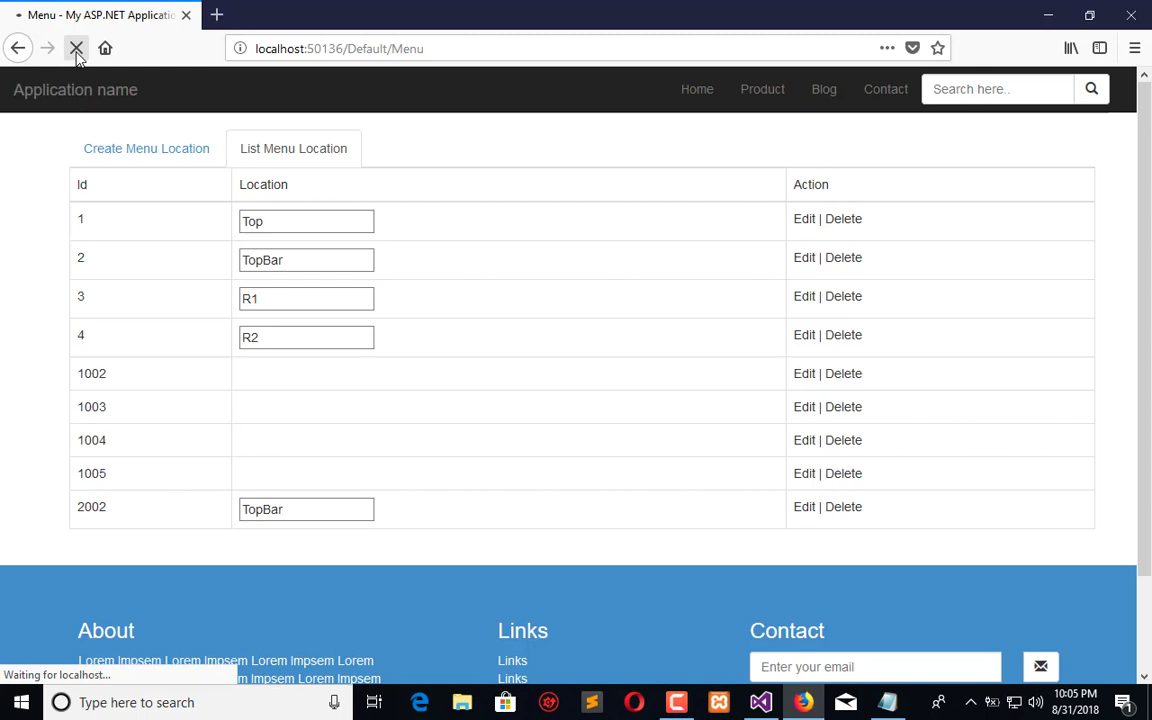 Menu - My ASP.NET Applicatio
localhost:50136/Default/Menu
Application name
Home
Product
Blog
Contact
Search here..
Create Menu Location
List Menu Location
Id
Location
Action
1
Top
Edit | Delete
2
TopBar
Edit | Delete
3
R1
Edit | Delete
4
R2
Edit | Delete
1002
Edit | Delete
1003
Edit | Delete
1004
Edit | Delete
1005
Edit | Delete
2002
TopBar
Edit | Delete
About
Links
Contact
Lorem Impsem Lorem Impsem Lorem Impsem Lorem
Links
Enter your email
Waiting for localhost...
m Lorem Impsem Lorem Impsem
Links
Type here to search
10:05 PM
8/31/2018
1